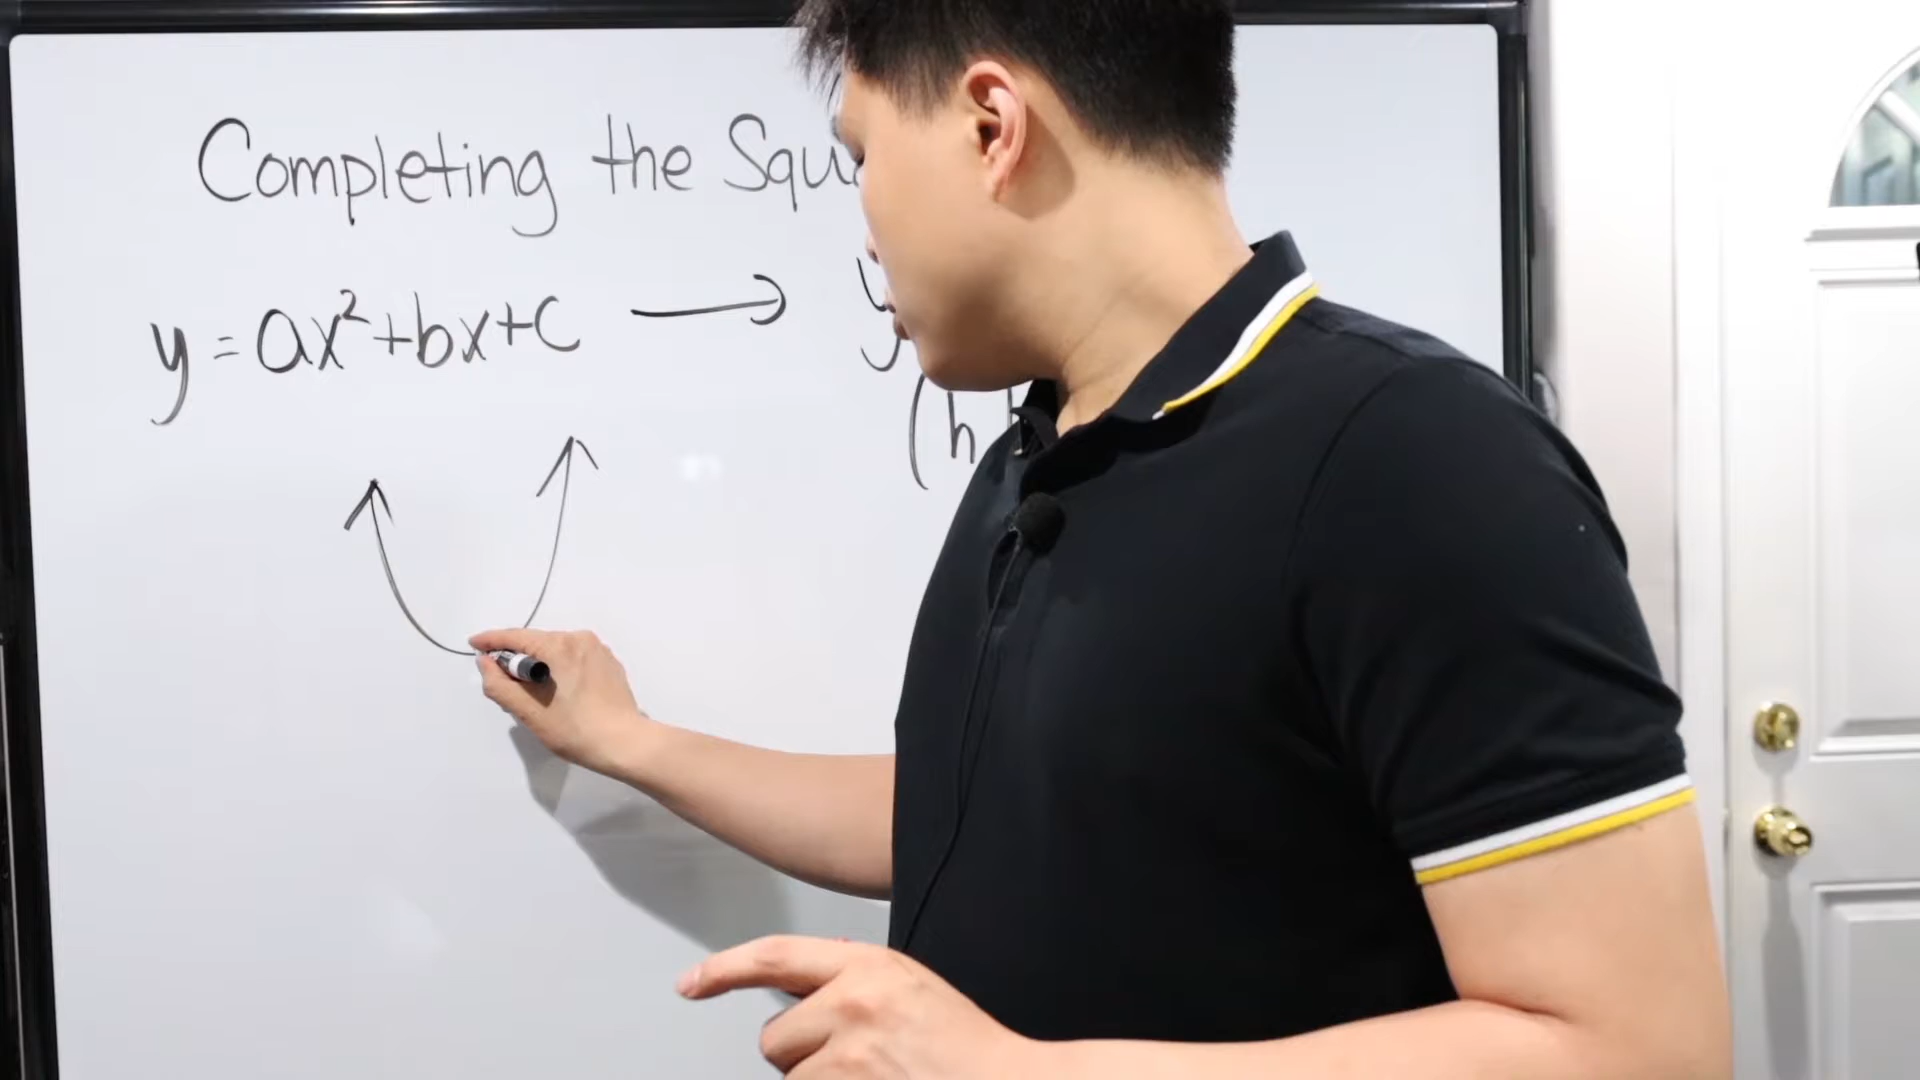 Completing the Squ
y = ax²+bx+c → y
(h